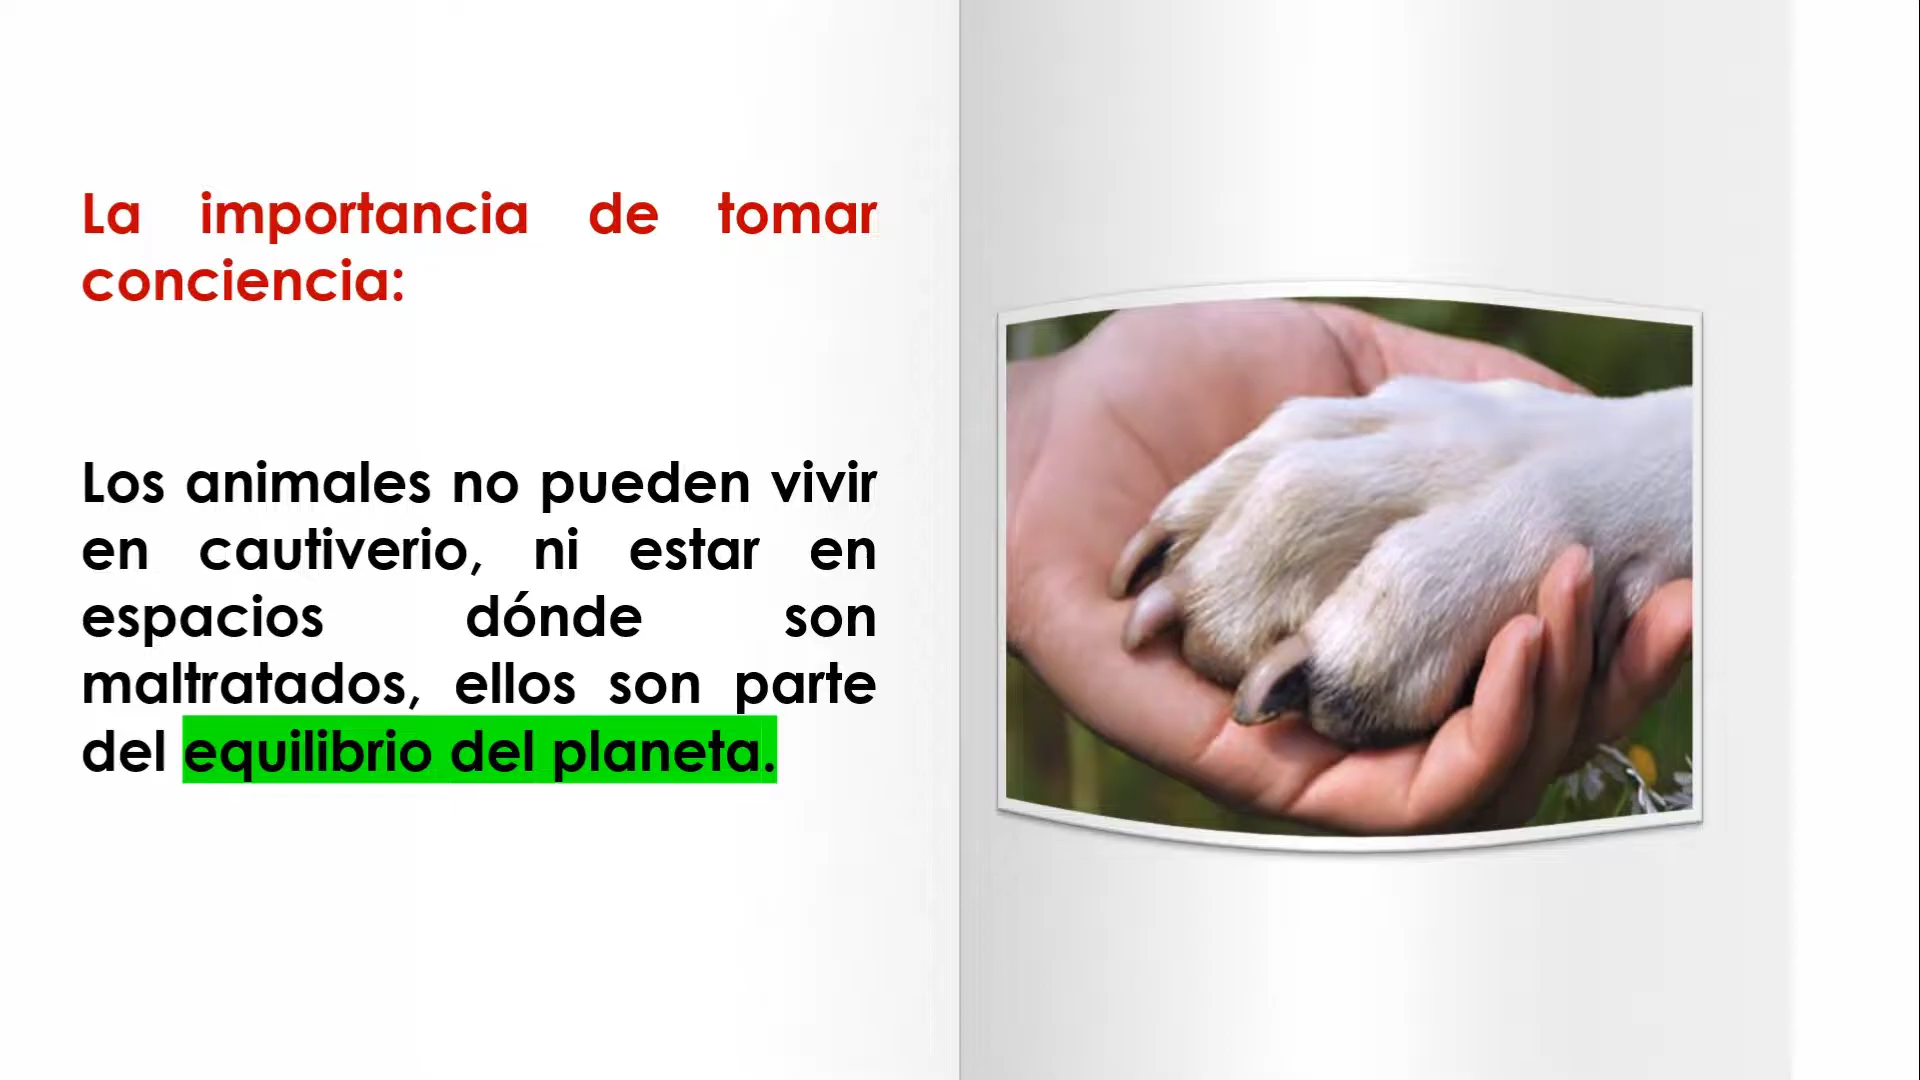 La importancia de tomar
conciencia:
Los animales no pueden vivir
en cautiverio, ni estar en
espacios dónde son
maltratados, ellos son parte
del equilibrio del planeta.